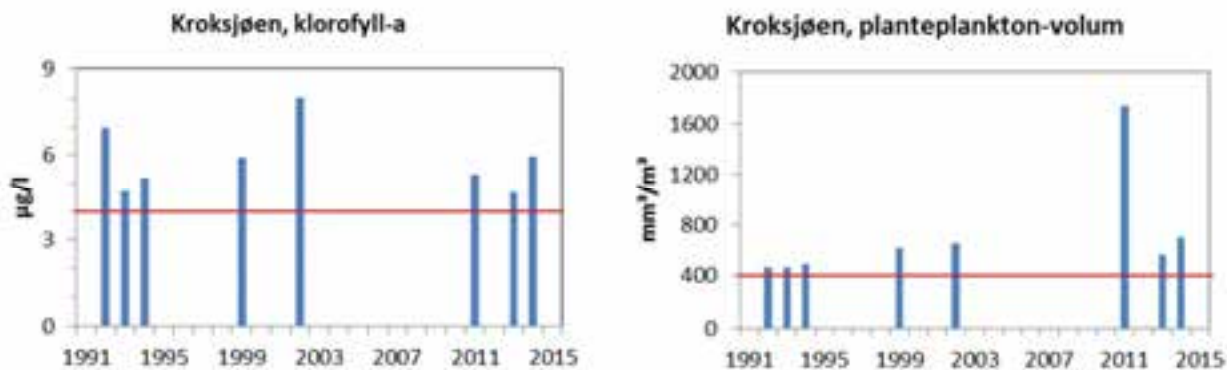 Kroksjøen, klorofyll-a
9
6
3
0
µg/l
1991 1995 1999 2003 2007 2011 2015
Kroksjøen, planteplankton-volum
2000
1600
1200
800
400
0
mm³/m³
1991 1995 1999 2003 2007 2011 2015